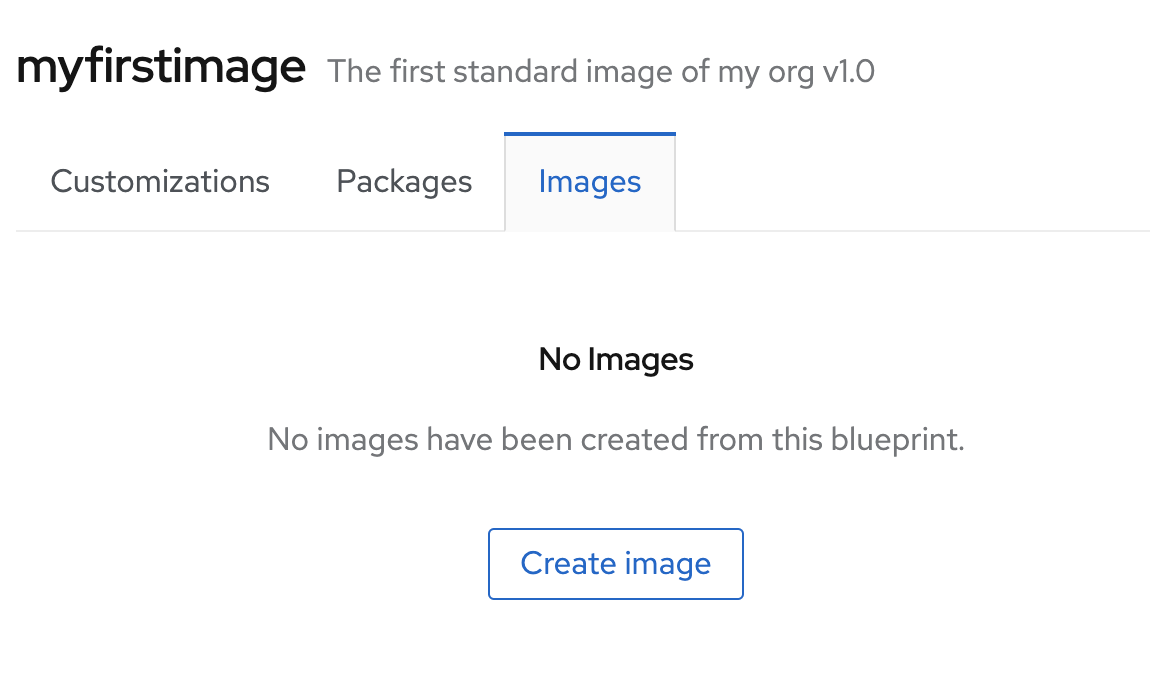 myfirstimage The first standard image of my org v1.0
Customizations Packages Images
No Images
No images have been created from this blueprint.
Create image